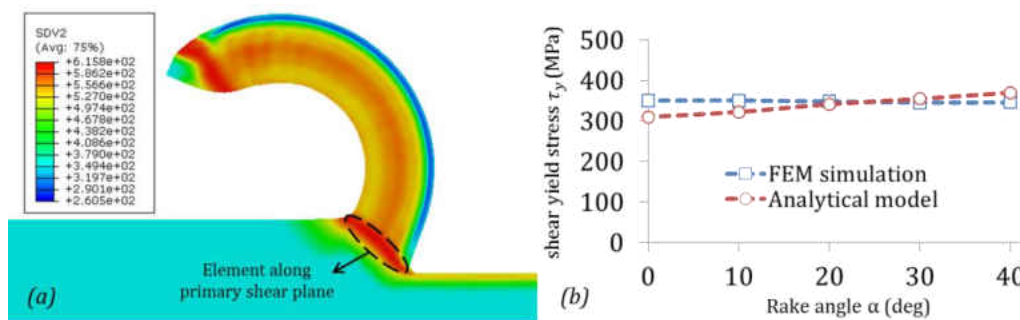 SDV2
(Avg: 75%)
+6.158e+02
+5.862e+02
+5.566e+02
+5.270e+02
+4.974e+02
+4.678e+02
+4.382e+02
+4.086e+02
+3.790e+02
+3.494e+02
+3.197e+02
+2.901e+02
+2.605e+02
Element along
primary shear plane
(a)
shear yield stress τy (MPa)
500
400
300
200
100
0
FEM simulation
Analytical model
0 10 20 30 40
Rake angle α (deg)
(b)